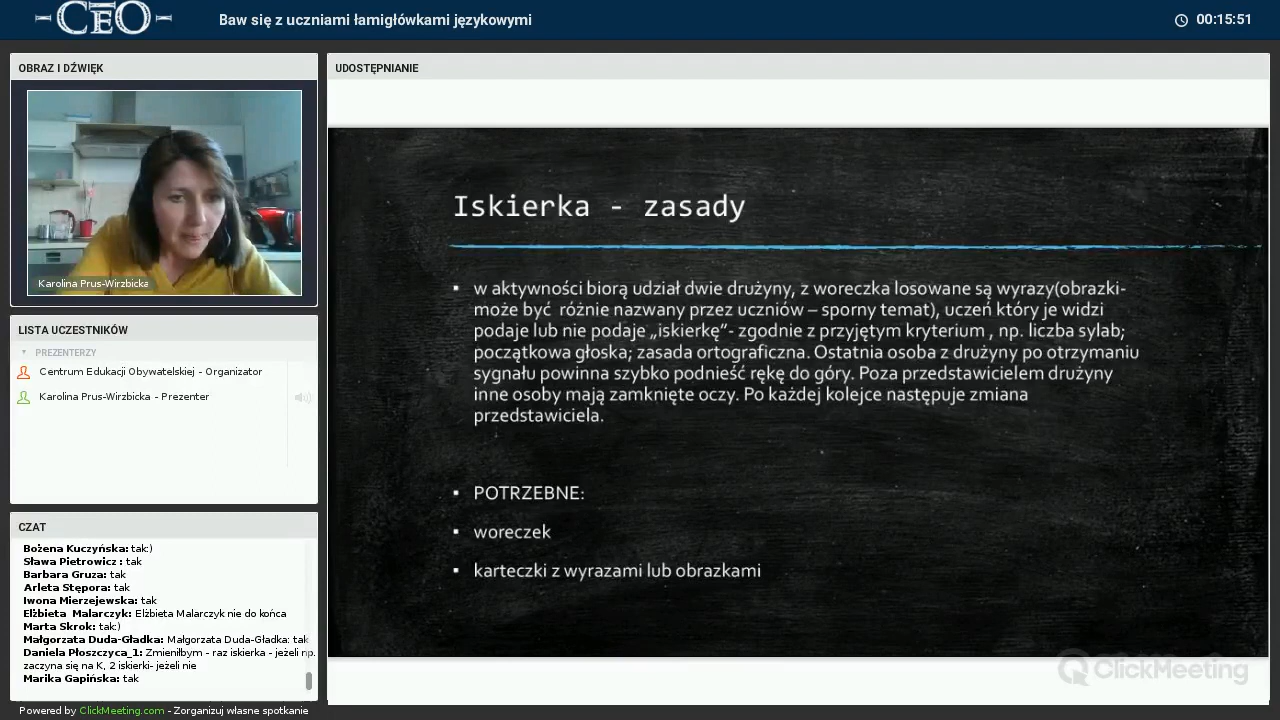 CEO
Baw się z uczniami łamigłówkami językowymi
00:15:51
OBRAZ I DŹWIĘK
Karolina Prus-Wirzbicka
LISTA UCZESTNIKÓW
PREZENTERZY
Centrum Edukacji Obywatelskiej - Organizator
Karolina Prus-Wirzbicka - Prezenter
CZAT
Bożena Kuczyńska: tak:)
Sława Pietrowicz : tak
Barbara Gruza: tak
Arleta Stępora: tak
Iwona Mierzejewska: tak
Elżbieta Malarczyk: Elżbieta Malarczyk nie do końca
Marta Skrok: tak:)
Małgorzata Duda-Gładka: Małgorzata Duda-Gładka: tak
Daniela Płoszczyca_1: Zmieniłbym - raz iskierka - jeżeli np.
zaczyna się na K, 2 iskierki- jeżeli nie
Marika Gapińska: tak
Powered by ClickMeeting.com - Zorganizuj własne spotkanie
UDOSTĘPNIANIE
Iskierka - zasady
▪ w aktywności biorą udział dwie drużyny, z woreczka losowane są wyrazy(obrazki-
może być różnie nazwany przez uczniów – sporny temat), uczeń który je widzi
podaje lub nie podaje „iskierkę”- zgodnie z przyjętym kryterium , np. liczba sylab;
początkowa głoska; zasada ortograficzna. Ostatnia osoba z drużyny po otrzymaniu
sygnału powinna szybko podnieść rękę do góry. Poza przedstawicielem drużyny
inne osoby mają zamknięte oczy. Po każdej kolejce następuje zmiana
przedstawiciela.
▪ POTRZEBNE:
▪ woreczek
▪ karteczki z wyrazami lub obrazkami
ClickMeeting